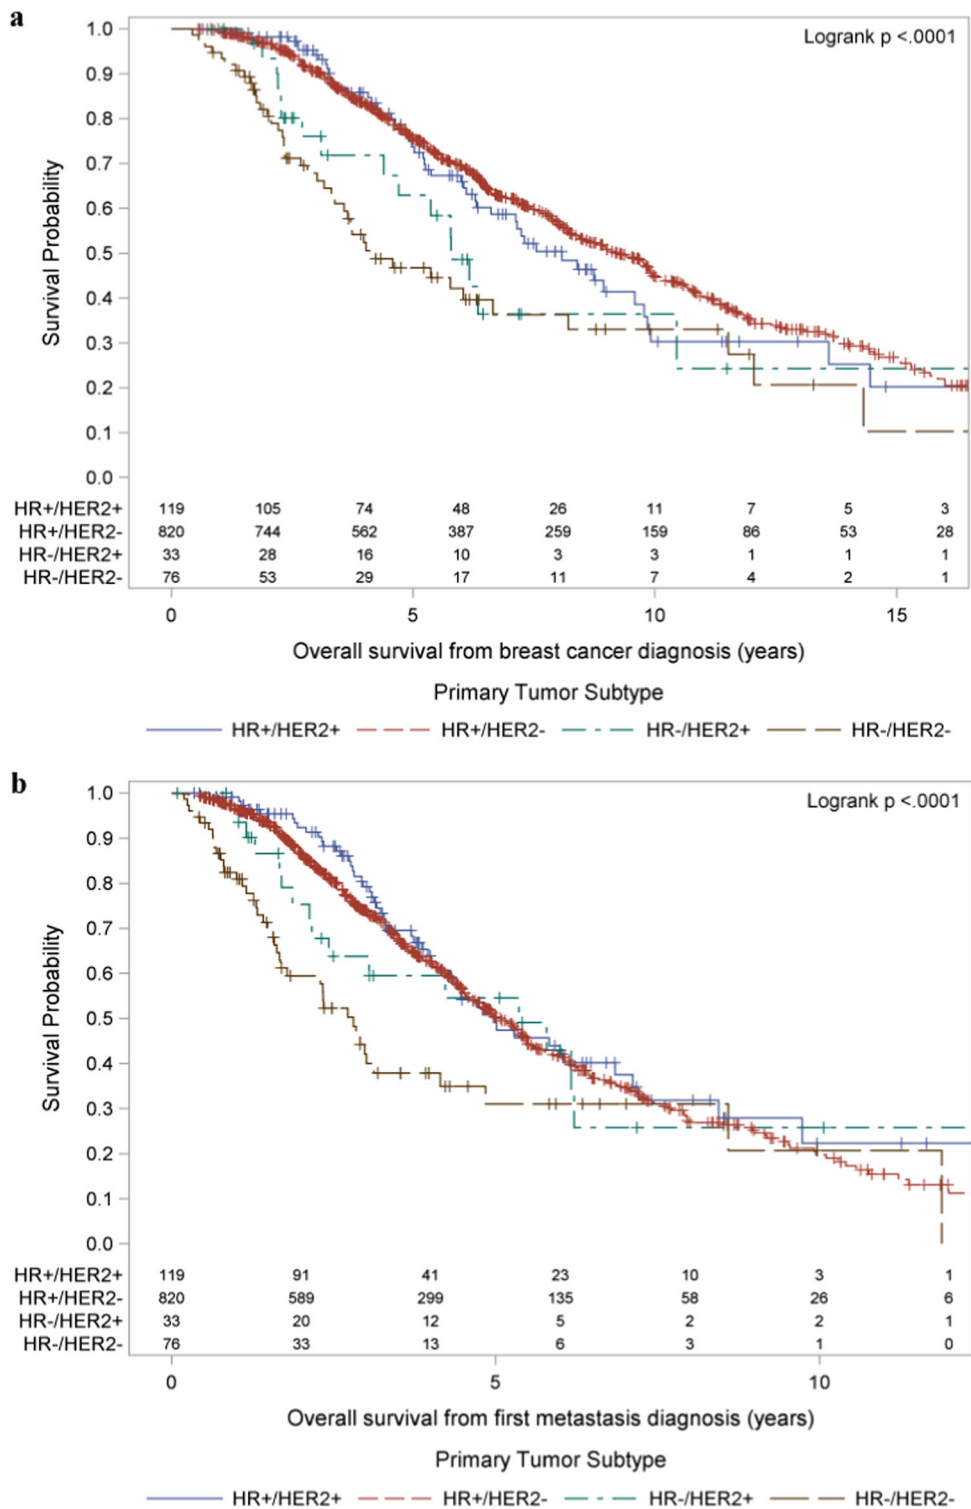 a
Logrank p <.0001
Survival Probability
1.0
0.9
0.8
0.7
0.6
0.5
0.4
0.3
0.2
0.1
0.0
HR+/HER2+ 119 105 74 48 26 11 7 5 3
HR+/HER2- 820 744 562 387 259 159 86 53 28
HR-/HER2+ 33 28 16 10 3 3 1 1 1
HR-/HER2- 76 53 29 17 11 7 4 2 1
0 5 10 15
Overall survival from breast cancer diagnosis (years)
Primary Tumor Subtype
HR+/HER2+ HR+/HER2- HR-/HER2+ HR-/HER2-
b
Logrank p <.0001
Survival Probability
1.0
0.9
0.8
0.7
0.6
0.5
0.4
0.3
0.2
0.1
0.0
HR+/HER2+ 119 91 41 23 10 3 1
HR+/HER2- 820 589 299 135 58 26 6
HR-/HER2+ 33 20 12 5 2 2 1
HR-/HER2- 76 33 13 6 3 1 0
0 5 10
Overall survival from first metastasis diagnosis (years)
Primary Tumor Subtype
HR+/HER2+ HR+/HER2- HR-/HER2+ HR-/HER2-